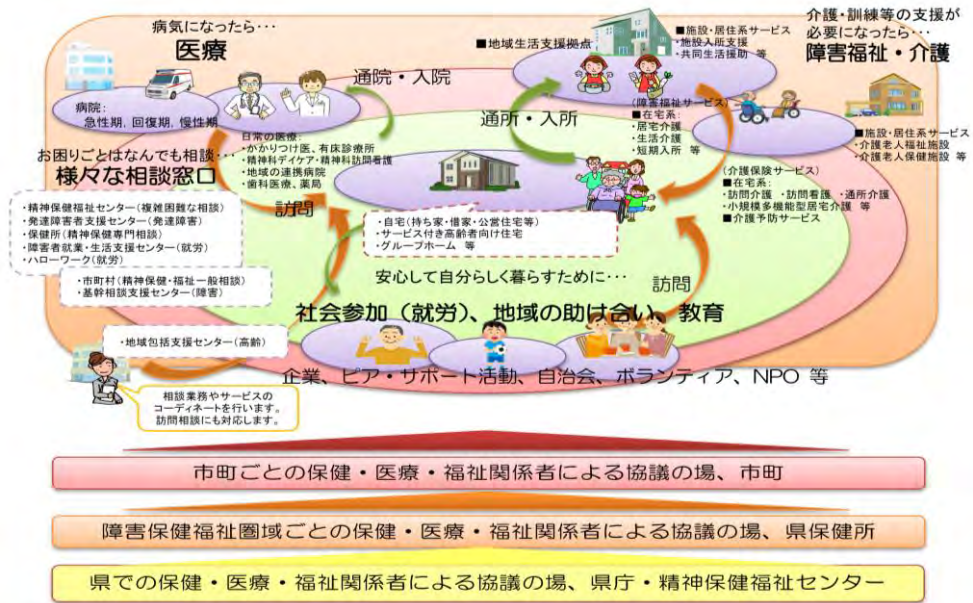 病気になったら･･･
医療
病院：
急性期，回復期，慢性期
日常の医療：
・かかりつけ医、有床診療所
・精神科デイケア・精神科訪問看護
・地域の連携病院
・歯科医療、薬局
通院・入院
■地域生活支援拠点
■施設・居住系サービス
・施設入所支援
・共同生活援助 等
介護・訓練等の支援が
必要になったら･･･
障害福祉・介護
通所・入所
(障害福祉サービス)
■在宅系：
・居宅介護
・生活介護
・短期入所 等
■施設・居住系サービス
・介護老人福祉施設
・介護老人保健施設 等
(介護保険サービス)
■在宅系：
・訪問介護 ・訪問看護 ・通所介護
・小規模多機能型居宅介護 等
■介護予防サービス
お困りごとはなんでも相談･･･
様々な相談窓口
訪問
・精神保健福祉センター(複雑困難な相談)
・発達障害者支援センター(発達障害)
・保健所(精神保健専門相談)
・障害者就業・生活支援センター(就労)
・ハローワーク(就労)
・市町村(精神保健・福祉一般相談)
・基幹相談支援センター(障害)
・自宅(持ち家・借家・公営住宅等)
・サービス付き高齢者向け住宅
・グループホーム 等
安心して自分らしく暮らすために･･･
訪問
社会参加（就労）、地域の助け合い、教育
・地域包括支援センター(高齢)
企業、ピア・サポート活動、自治会、ボランティア、NPO 等
相談業務やサービスの
コーディネートを行います。
訪問相談にも対応します。
市町ごとの保健・医療・福祉関係者による協議の場、市町
障害保健福祉圏域ごとの保健・医療・福祉関係者による協議の場、県保健所
県での保健・医療・福祉関係者による協議の場、県庁・精神保健福祉センター